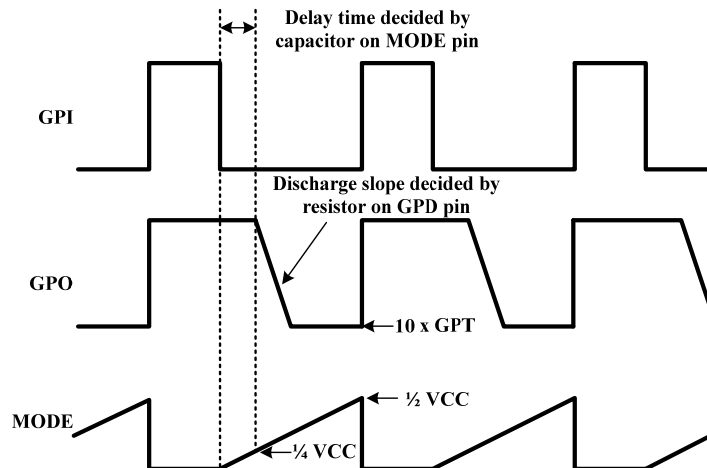 Delay time decided by
capacitor on MODE pin
GPI
Discharge slope decided by
resistor on GPD pin
GPO
10 x GPT
½ VCC
MODE
¼ VCC